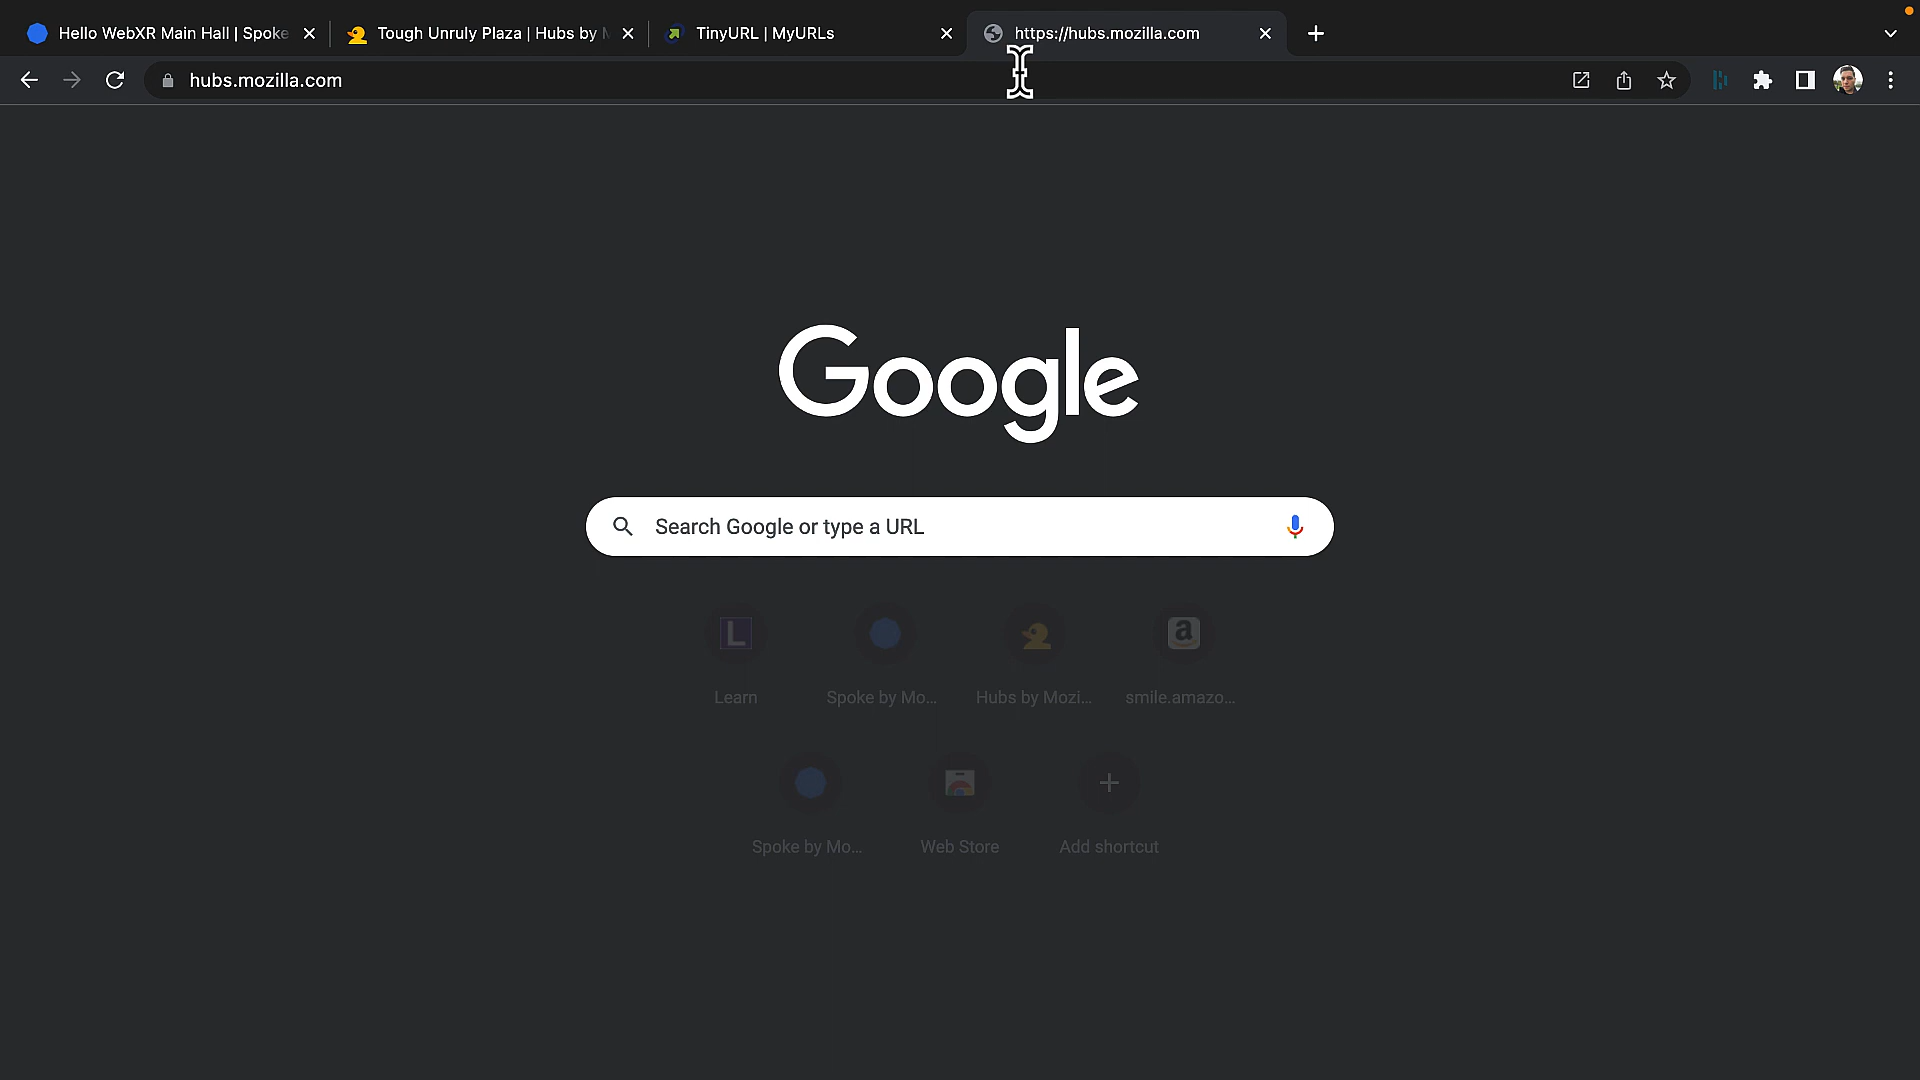 Hello WebXR Main Hall | Spoke
Tough Unruly Plaza | Hubs by
TinyURL | MyURLs
https://hubs.mozilla.com
hubs.mozilla.com
Google
Search Google or type a URL
L
a
Learn
Spoke by Mo...
Hubs by Mozi...
smile.amazo...
Spoke by Mo...
Web Store
Add shortcut